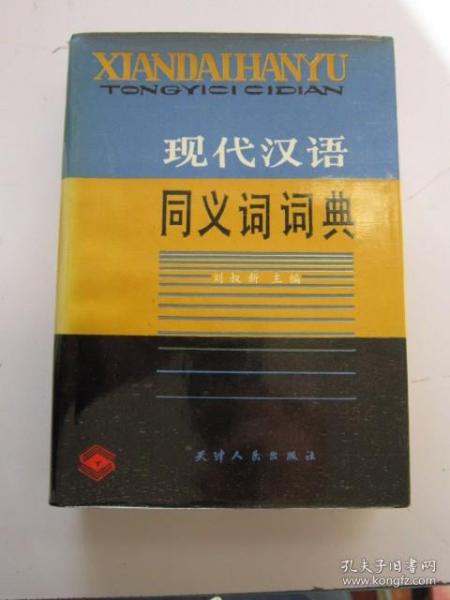 XIANDAIHANYU
TONGYICI CIDIAN
现代汉语
同义词词典
刘叔新 主编
天津人民出版社
孔夫子旧书网
www.kongfz.com